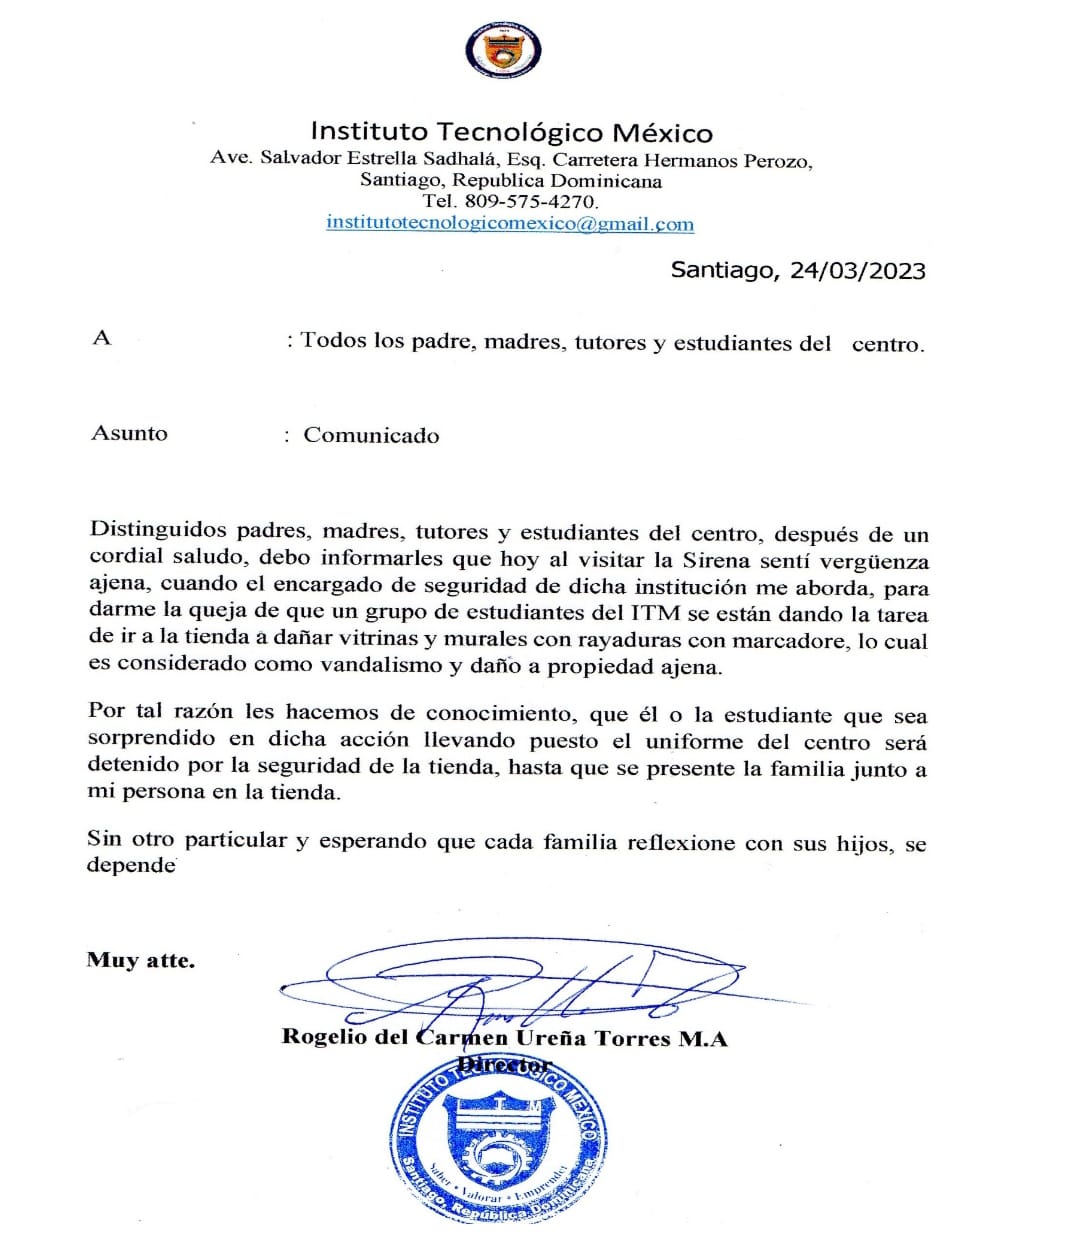 Instituto Tecnológico México
Ave. Salvador Estrella Sadhalá, Esq. Carretera Hermanos Perozo,
Santiago, Republica Dominicana
Tel. 809-575-4270.
institutotecnologicomexico@gmail.com
Santiago, 24/03/2023
A : Todos los padre, madres, tutores y estudiantes del centro.
Asunto : Comunicado
Distinguidos padres, madres, tutores y estudiantes del centro, después de un
cordial saludo, debo informarles que hoy al visitar la Sirena sentí vergüenza
ajena, cuando el encargado de seguridad de dicha institución me aborda, para
darme la queja de que un grupo de estudiantes del ITM se están dando la tarea
de ir a la tienda a dañar vitrinas y murales con rayaduras con marcadore, lo cual
es considerado como vandalismo y daño a propiedad ajena.
Por tal razón les hacemos de conocimiento, que él o la estudiante que sea
sorprendido en dicha acción llevando puesto el uniforme del centro será
detenido por la seguridad de la tienda, hasta que se presente la familia junto a
mi persona en la tienda.
Sin otro particular y esperando que cada familia reflexione con sus hijos, se
depende
Muy atte.
Rogelio del Carmen Ureña Torres M.A
Director
INSTITUTO TECNOLOGICO MEXICO
I M
Saber • Valorar • Emprender
Santiago, República Dominicana